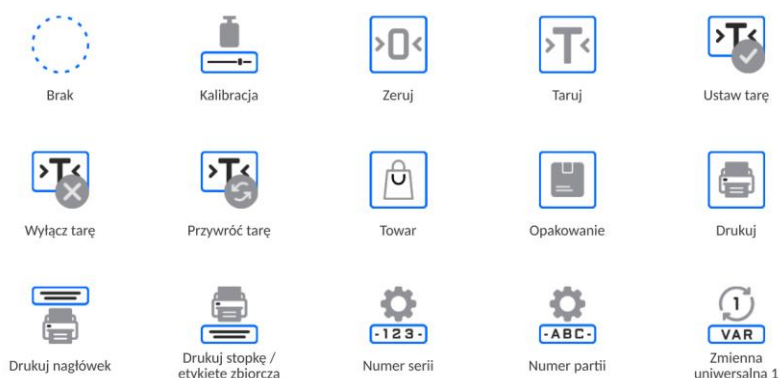 Brak Kalibracja Zeruj Taruj Ustaw tarę
Wyłącz tarę Przywróć tarę Towar Opakowanie Drukuj
-123- -ABC- 1 VAR
Drukuj nagłówek Drukuj stopkę / etykietę zbiorczą Numer serii Numer partii Zmienna uniwersalna 1